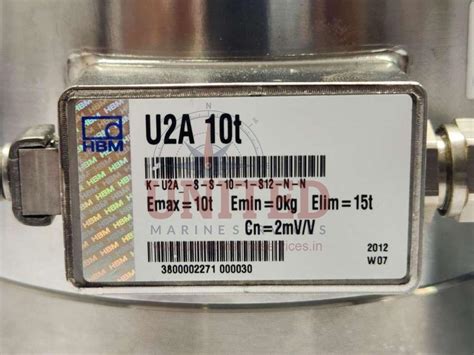 HBM
U2A 10t
K-U2A -S-S-10-1-S12-N-N
Emax=10t EmIn=0kg Elim=15t
Cn=2mV/V
UNITED
3800002271 000030
2012
W07